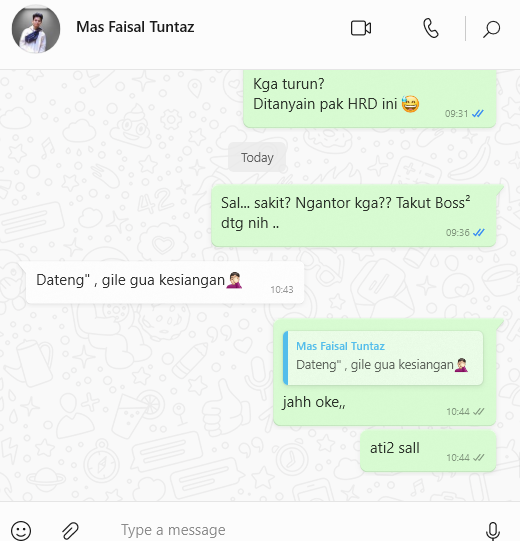 Mas Faisal Tuntaz
Kga turun?
Ditanyain pak HRD ini 😅
09:31
Today
Sal... sakit? Ngantor kga?? Takut Boss²
dtg nih ..
09:36
Dateng" , gile gua kesiangan🤦🏻‍♂️
10:43
Mas Faisal Tuntaz
Dateng" , gile gua kesiangan🤦🏻‍♂️
jahh oke,,
10:44
ati2 sall
10:44
Type a message